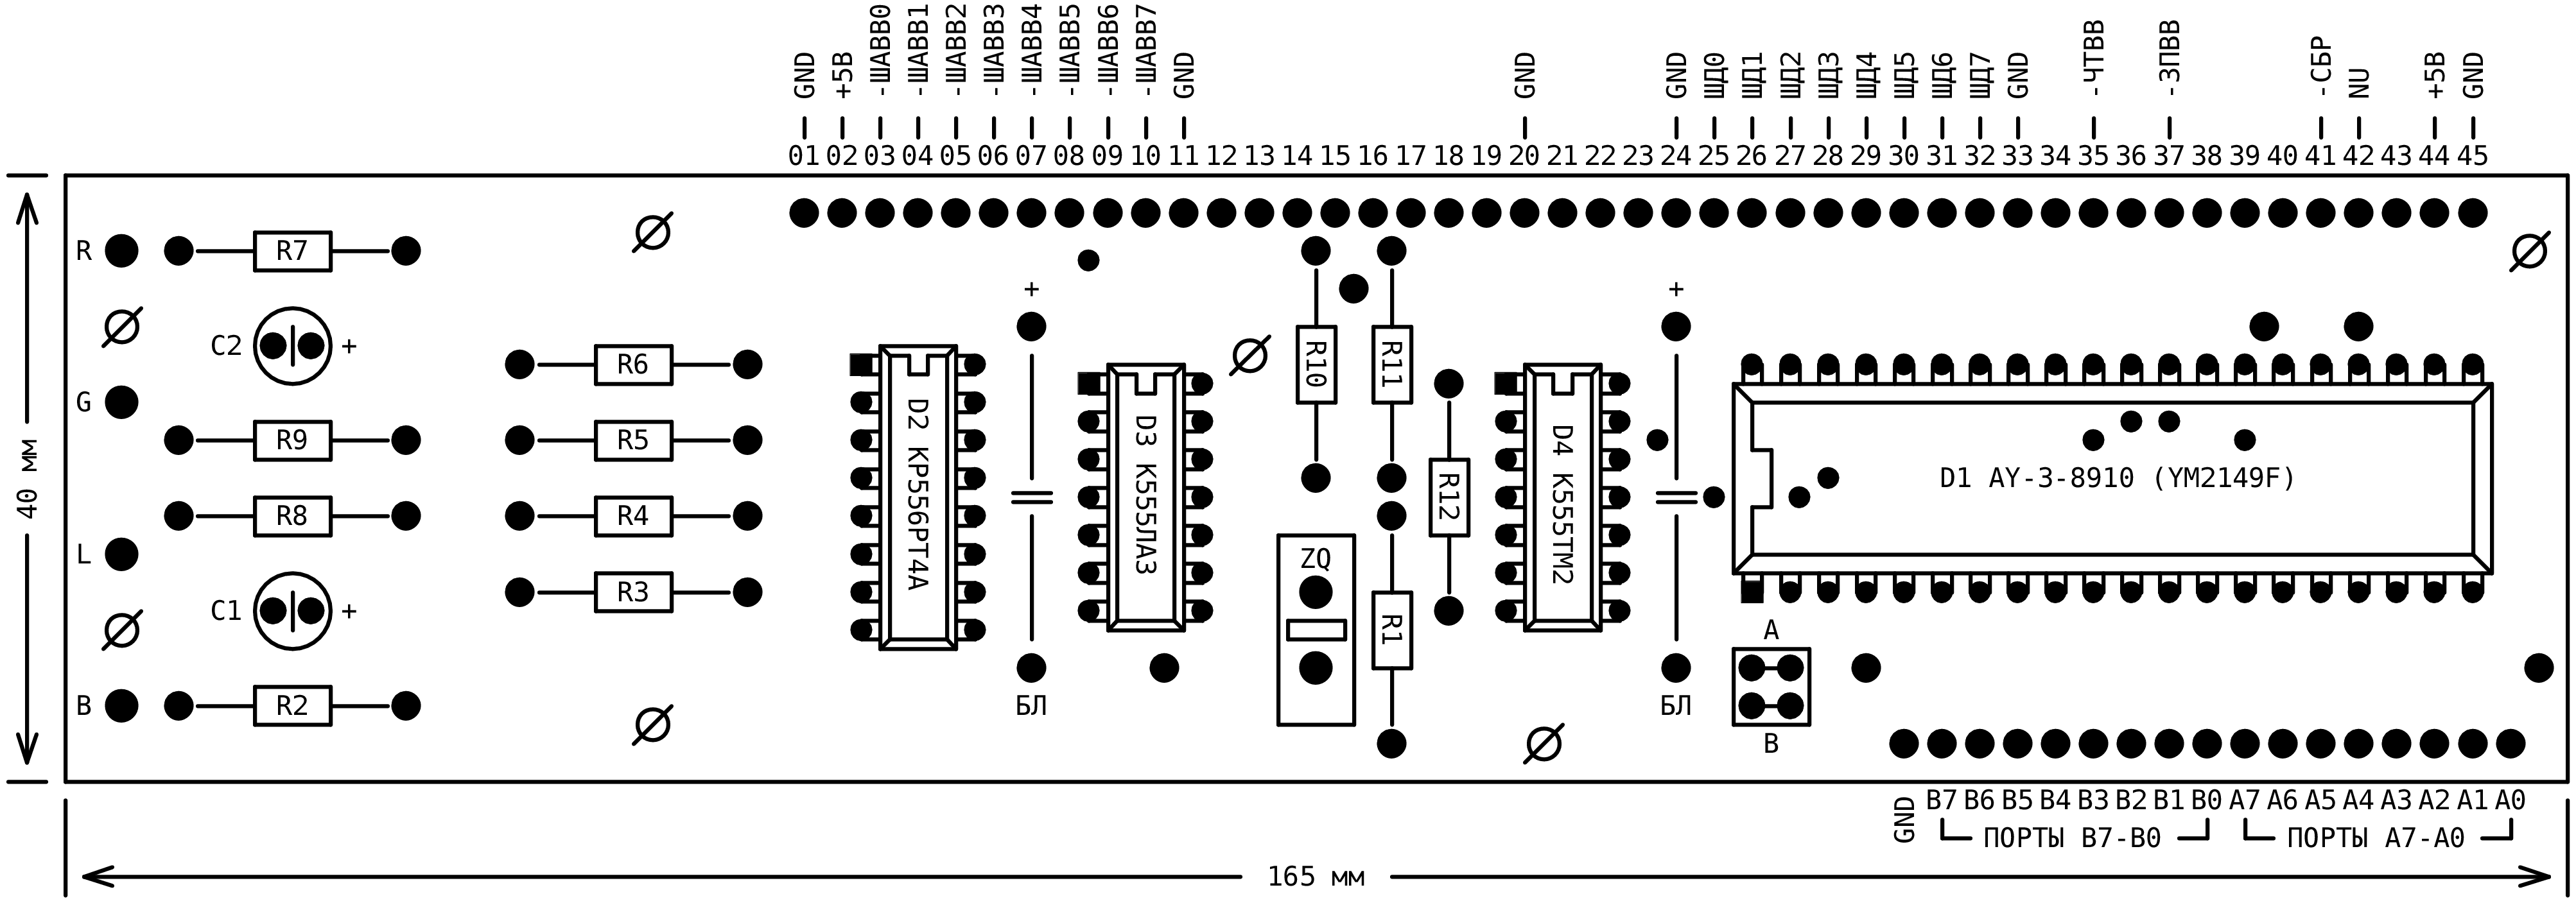 GND +5В -ШАВВ0 -ШАВВ1 -ШАВВ2 -ШАВВ3 -ШАВВ4 -ШАВВ5 -ШАВВ6 -ШАВВ7 GND GND GND ШД0 ШД1 ШД2 ШД3 ШД4 ШД5 ШД6 ШД7 GND -ЧТВВ -ЗПВВ -СБР NU +5В GND
01 02 03 04 05 06 07 08 09 10 11 12 13 14 15 16 17 18 19 20 21 22 23 24 25 26 27 28 29 30 31 32 33 34 35 36 37 38 39 40 41 42 43 44 45
R
R7
+
+
C2
+
R6
R10
R11
G
R9
R5
D2 КР556РТ4А
D3 К555ЛА3
R12
D4 К555ТМ2
D1 AY-3-8910 (YM2149F)
40 мм
R8
R4
L
ZQ
C1
+
R3
R1
A
B
R2
БЛ
БЛ
B
GND B7 B6 B5 B4 B3 B2 B1 B0 A7 A6 A5 A4 A3 A2 A1 A0
ПОРТЫ B7-B0 ПОРТЫ A7-A0
165 мм